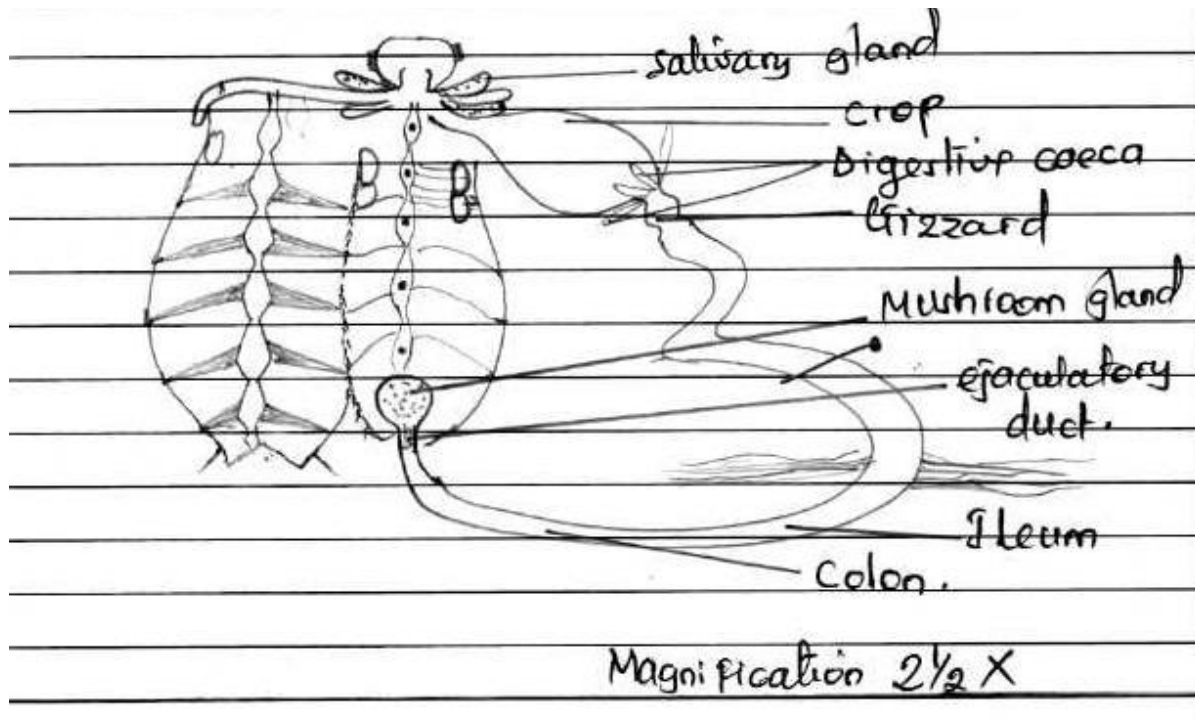 salivary gland
crop
Digestive coeca
Gizzard
Mushroom gland
ejaculatory
duct.
Ileum
Colon.
Magnification 2½ X